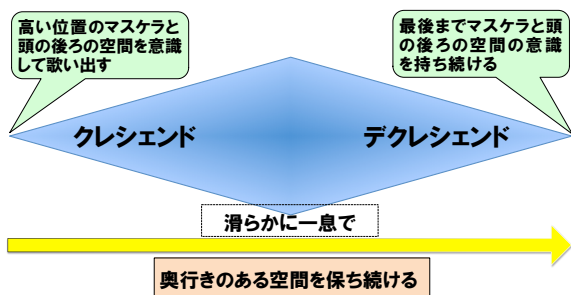 高い位置のマスケラと
頭の後ろの空間を意識
して歌い出す
最後までマスケラと頭
の後ろの空間の意識
を持ち続ける
クレシェンド
デクレシェンド
滑らかに一息で
奥行きのある空間を保ち続ける